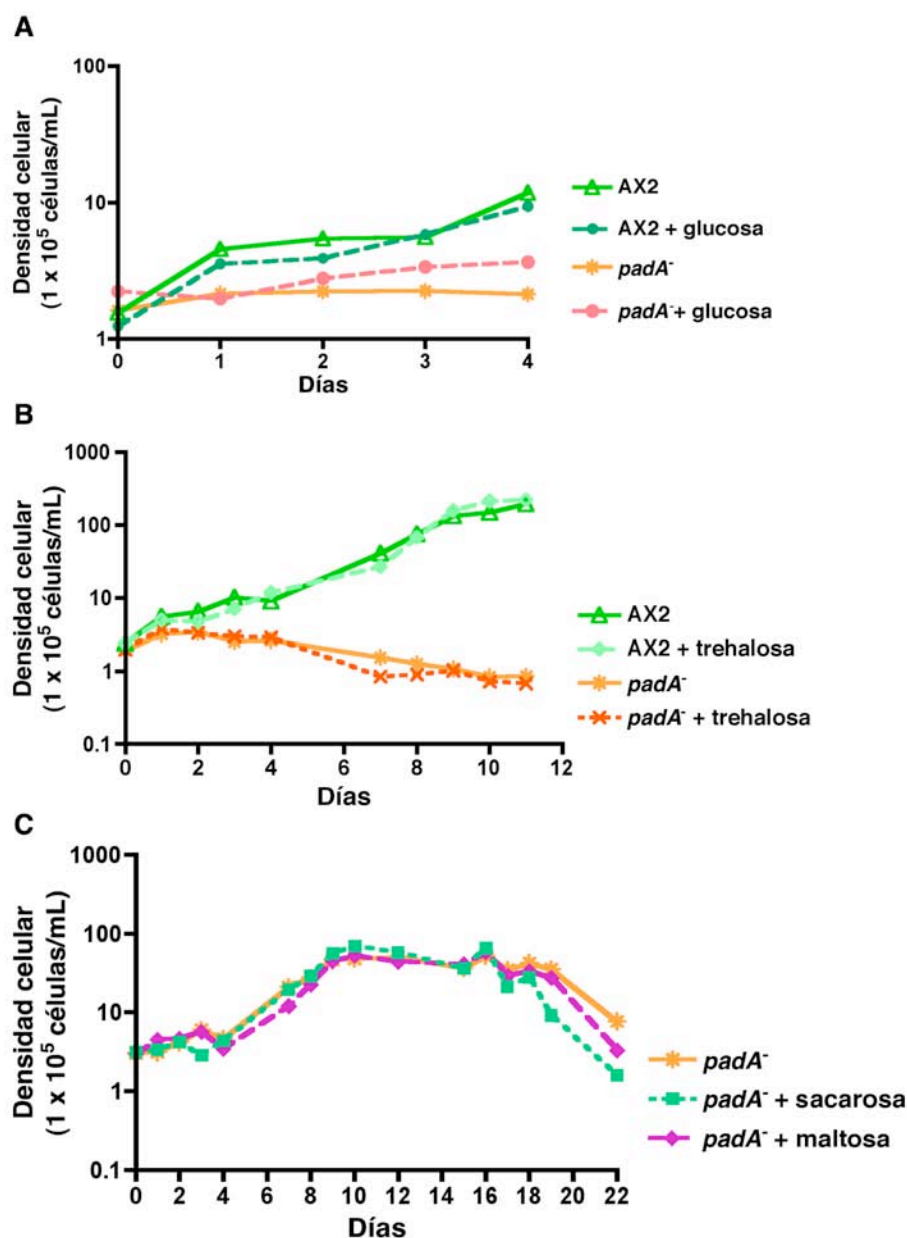 A
Densidad celular
(1 x 10⁵ células/mL)
100
10
1
0 1 2 3 4
Días
AX2
AX2 + glucosa
padA⁻
padA⁻+ glucosa
B
Densidad celular
(1 x 10⁵ células/mL)
1000
100
10
1
0.1
0 2 4 6 8 10 12
Días
AX2
AX2 + trehalosa
padA⁻
padA⁻ + trehalosa
C
Densidad celular
(1 x 10⁵ células/mL)
1000
100
10
1
0.1
0 2 4 6 8 10 12 14 16 18 20 22
Días
padA⁻
padA⁻ + sacarosa
padA⁻ + maltosa